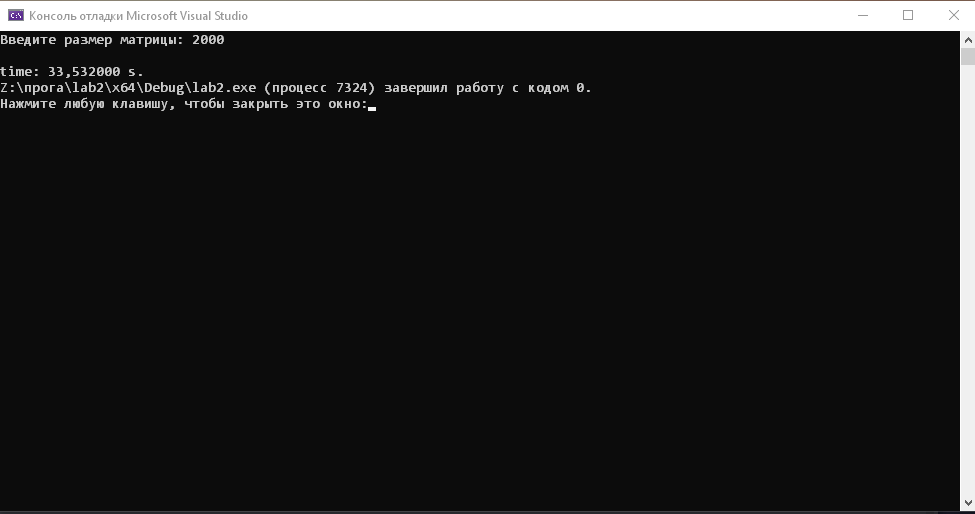 Консоль отладки Microsoft Visual Studio
Введите размер матрицы: 2000
time: 33,532000 s.
Z:\прога\lab2\x64\Debug\lab2.exe (процесс 7324) завершил работу с кодом 0.
Нажмите любую клавишу, чтобы закрыть это окно: